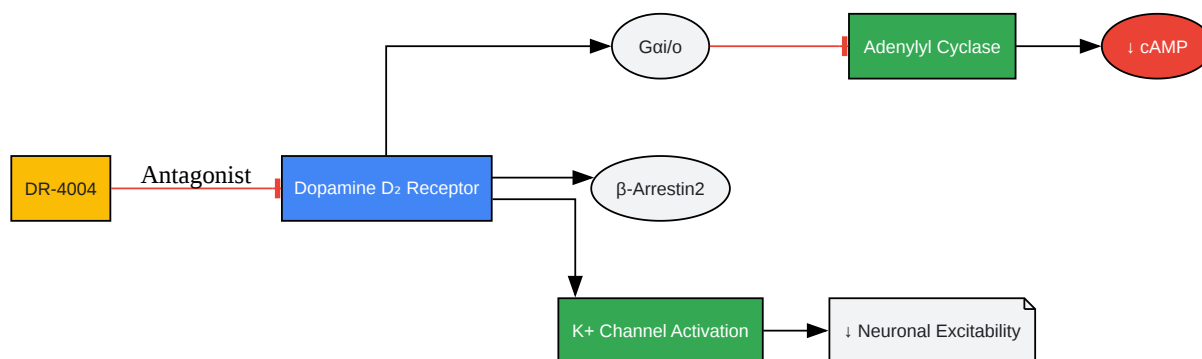 Gαi/o
Adenylyl Cyclase
↓ cAMP
DR-4004
Antagonist
Dopamine D₂ Receptor
β-Arrestin2
K+ Channel Activation
↓ Neuronal Excitability